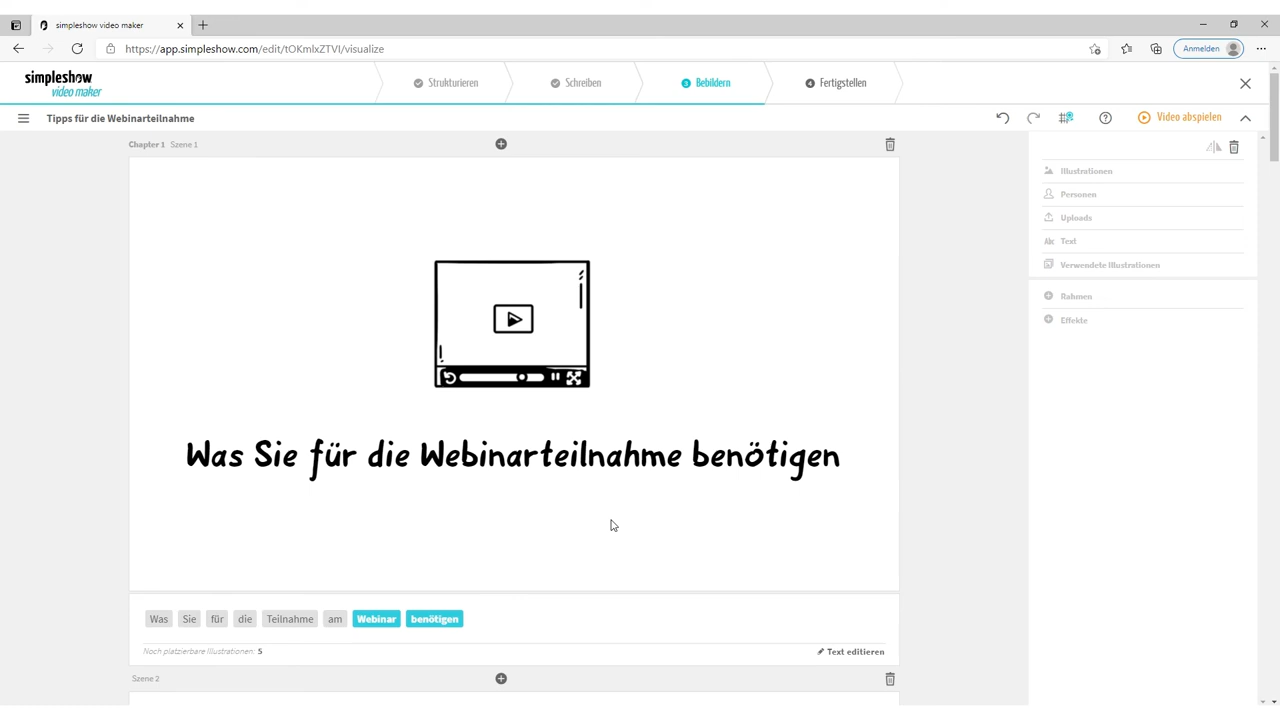 simpleshow video maker
https://app.simpleshow.com/edit/tOKmlxZTVI/visualize
Anmelden
simpleshow
video maker
Strukturieren
Schreiben
3 Bebildern
4 Fertigstellen
Tipps für die Webinarteilnahme
Video abspielen
Chapter 1 Szene 1
Illustrationen
Personen
Uploads
Abc Text
Verwendete Illustrationen
Rahmen
Effekte
Was Sie für die Webinarteilnahme benötigen
Was Sie für die Teilnahme am Webinar benötigen
Noch platzierbare Illustrationen: 5
Text editieren
Szene 2